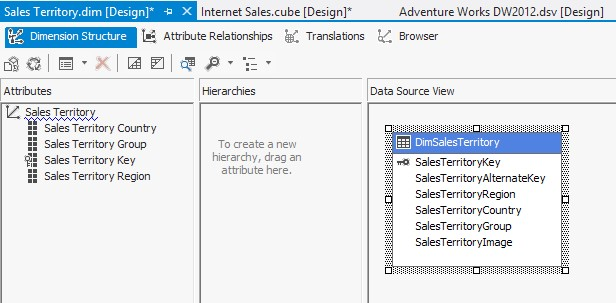 Sales Territory.dim [Design]* Internet Sales.cube [Design]* Adventure Works DW2012.dsv [Design]
Dimension Structure Attribute Relationships Translations Browser
Attributes
Sales Territory
Sales Territory Country
Sales Territory Group
Sales Territory Key
Sales Territory Region
Hierarchies
To create a new
hierarchy, drag an
attribute here.
Data Source View
DimSalesTerritory
SalesTerritoryKey
SalesTerritoryAlternateKey
SalesTerritoryRegion
SalesTerritoryCountry
SalesTerritoryGroup
SalesTerritoryImage